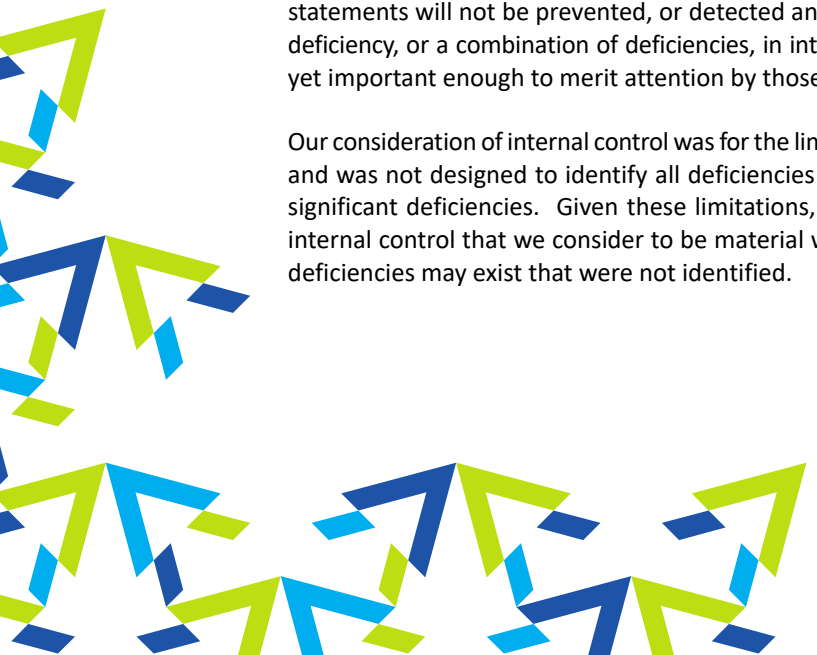 statements will not be prevented, or detected an
deficiency, or a combination of deficiencies, in int
yet important enough to merit attention by those
Our consideration of internal control was for the lim
and was not designed to identify all deficiencies
significant deficiencies. Given these limitations,
internal control that we consider to be material w
deficiencies may exist that were not identified.